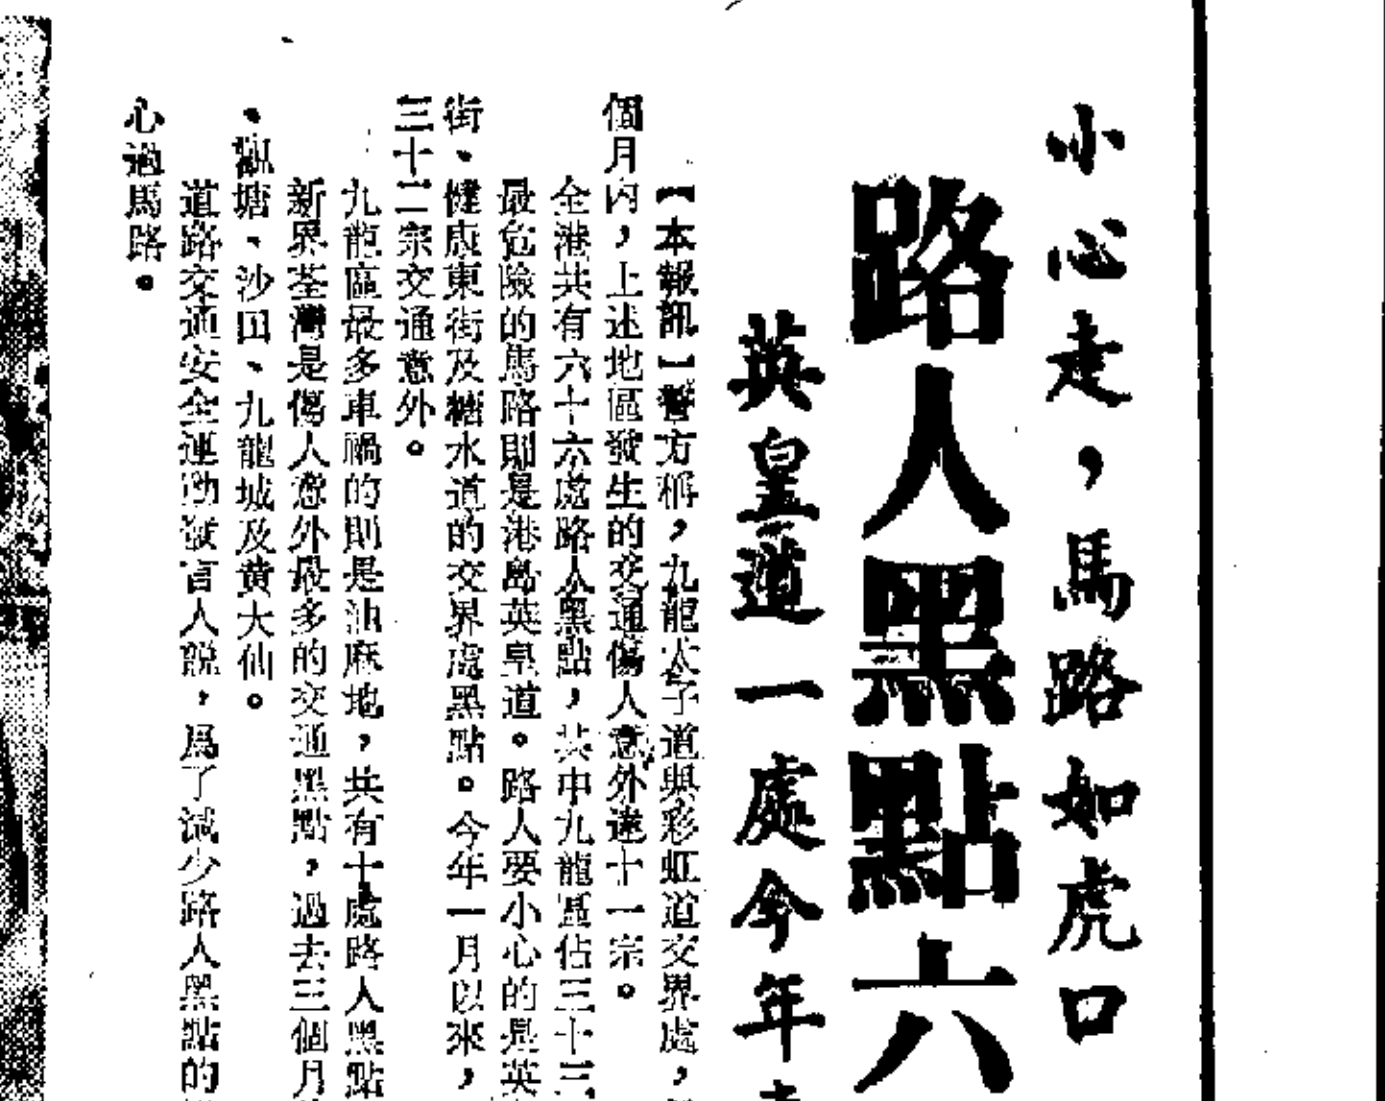 小心走,馬路如虎口
路人黑點六
英皇道一處今年
【本報訊】警方稱,九龍太子道與彩虹道交界處,
個月內,上述地區發生的交通傷人意外達十一宗。
全港共有六十六處路人黑點,其中九龍區佔三十三
最危險的馬路則是港島英皇道。路人要小心的是英
街、健康東街及糖水道的交界處黑點。今年一月以來,
三十二宗交通意外。
九龍區最多車禍的則是油麻地,共有十處路人黑點
新界荃灣是傷人意外最多的交通黑點,過去三個月
、觀塘、沙田、九龍城及黃大仙。
道路交通安全運動發言人說,爲了減少路人黑點的
心過馬路。